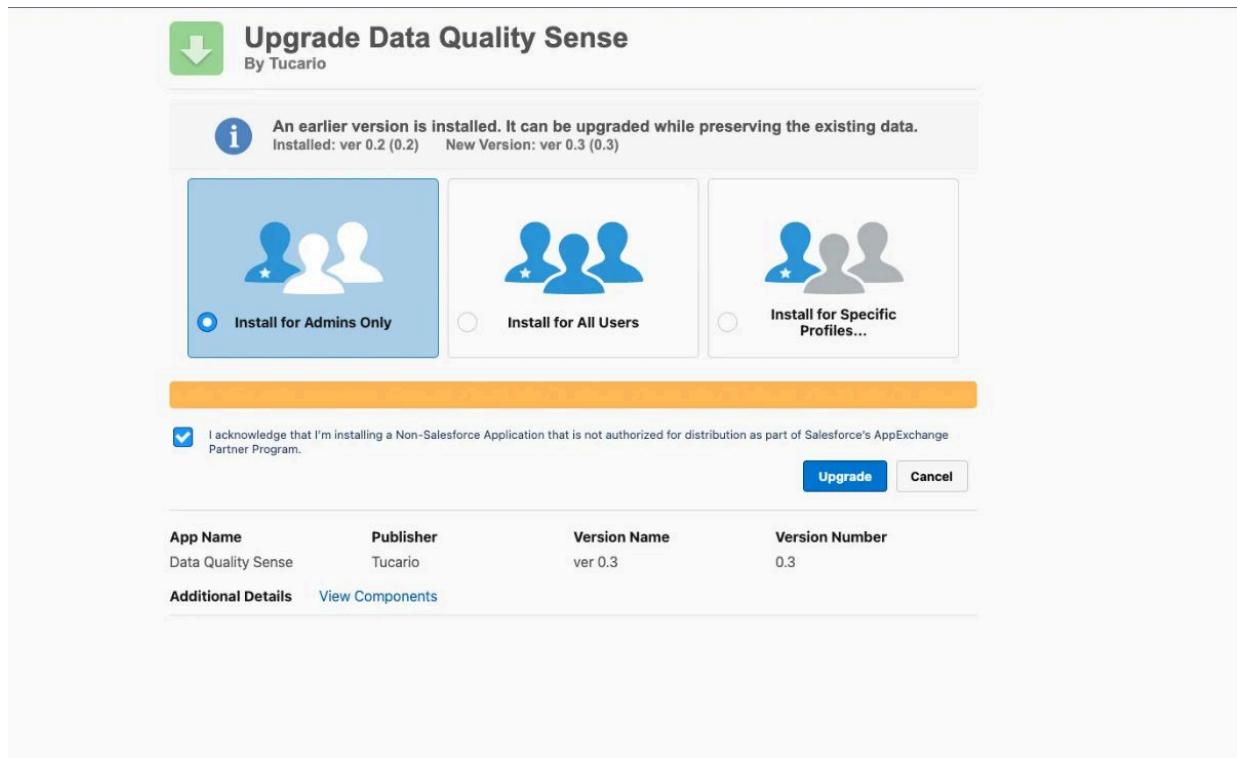 Upgrade Data Quality Sense
By Tucario
An earlier version is installed. It can be upgraded while preserving the existing data.
Installed: ver 0.2 (0.2) New Version: ver 0.3 (0.3)
Install for Admins Only
Install for All Users
Install for Specific
Profiles...
I acknowledge that I'm installing a Non-Salesforce Application that is not authorized for distribution as part of Salesforce's AppExchange
Partner Program.
Upgrade Cancel
App Name Publisher Version Name Version Number
Data Quality Sense Tucario ver 0.3 0.3
Additional Details View Components